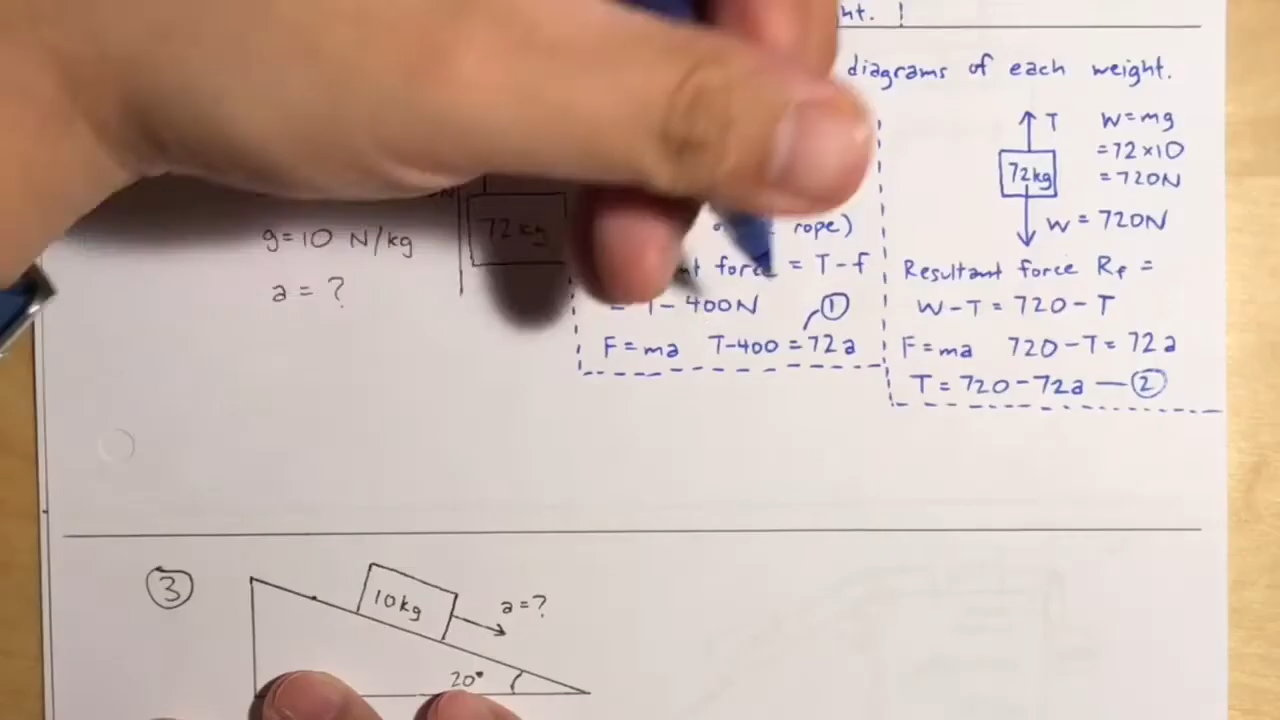 ht. !
diagrams of each weight.
T
W=mg
=72×10
=720N
72kg
W = 720N
72kg
g=10 N/kg
a = ?
rope)
force = T-f
T- 400N
①
F=ma T-400 = 72a
Resultant force Rf =
W-T = 720-T
F=ma 720-T= 72a
T= 720-72a — ②
③
10kg
a=?
20°